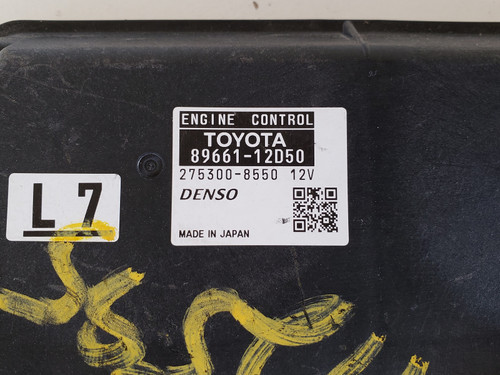 ENGINE CONTROL
TOYOTA
89661-12D50
275300-8550 12V
DENSO
MADE IN JAPAN
L 7